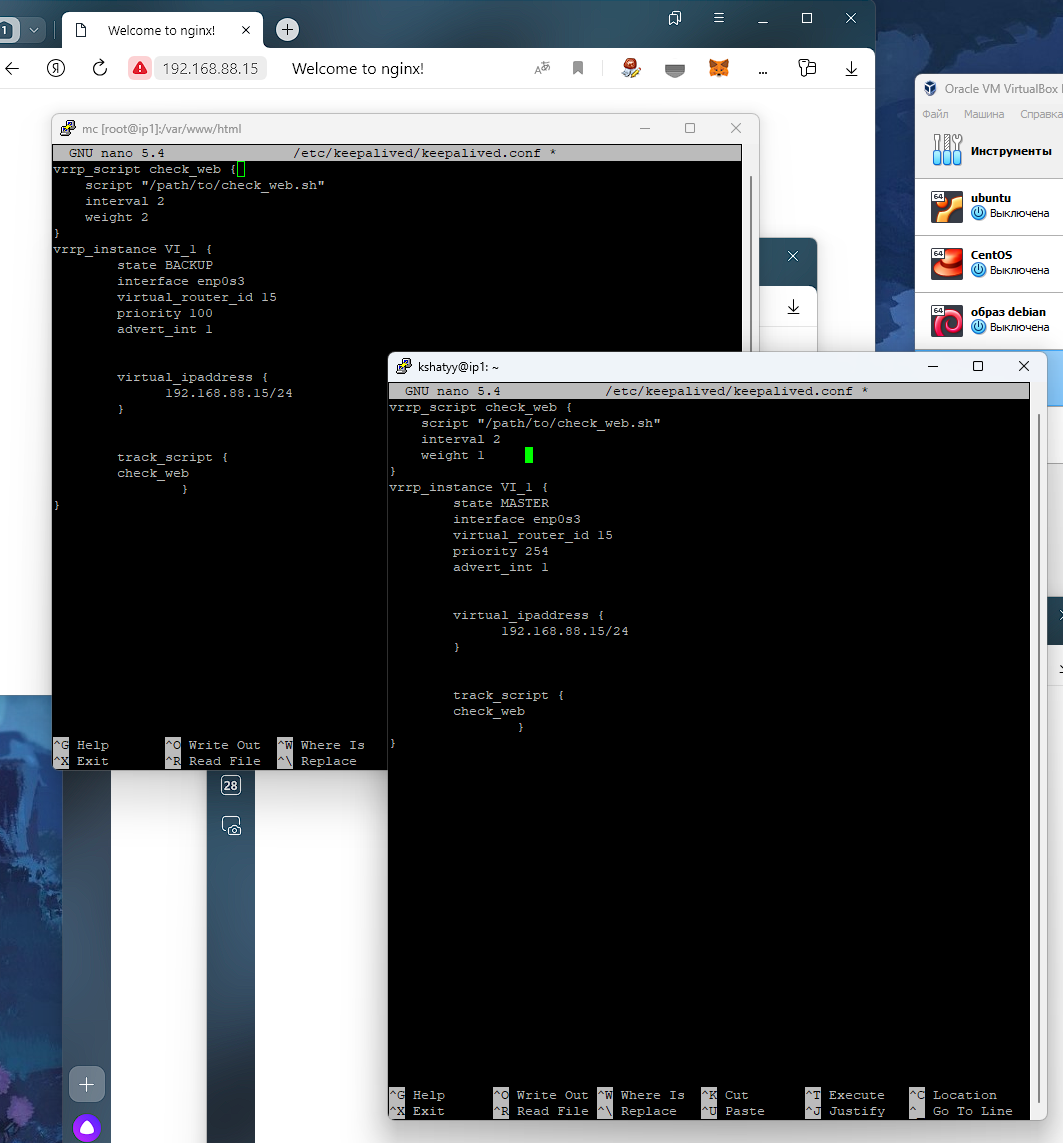 1
Welcome to nginx!
Я
192.168.88.15
Welcome to nginx!
mc [root@ip1]:/var/www/html
GNU nano 5.4 /etc/keepalived/keepalived.conf *
vrrp_script check_web {
script "/path/to/check_web.sh"
interval 2
weight 2
}
vrrp_instance VI_1 {
state BACKUP
interface enp0s3
virtual_router_id 15
priority 100
advert_int 1
virtual_ipaddress {
192.168.88.15/24
}
track_script {
check_web
}
}
^G Help ^O Write Out ^W Where Is
^X Exit ^R Read File ^\ Replace
28
kshatyy@ip1: ~
GNU nano 5.4 /etc/keepalived/keepalived.conf *
vrrp_script check_web {
script "/path/to/check_web.sh"
interval 2
weight 1
}
vrrp_instance VI_1 {
state MASTER
interface enp0s3
virtual_router_id 15
priority 254
advert_int 1
virtual_ipaddress {
192.168.88.15/24
}
track_script {
check_web
}
}
^G Help ^O Write Out ^W Where Is ^K Cut ^T Execute ^C Location
^X Exit ^R Read File ^\ Replace ^U Paste ^J Justify ^_ Go To Line
Oracle VM VirtualBox
Файл Машина Справка
Инструменты
64
ubuntu
Выключена
64
CentOS
Выключена
64
образ debian
Выключена